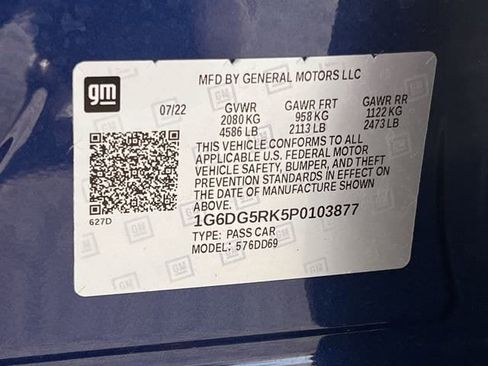 gm
MFD BY GENERAL MOTORS LLC
07/22 GVWR GAWR FRT GAWR RR
2080 KG 958 KG 1122 KG
4586 LB 2113 LB 2473 LB
THIS VEHICLE CONFORMS TO ALL
APPLICABLE U.S. FEDERAL MOTOR
VEHICLE SAFETY, BUMPER, AND THEFT
PREVENTION STANDARDS IN EFFECT ON
THE DATE OF MANUFACTURE SHOWN
ABOVE.
627D
1G6DG5RK5P0103877
TYPE: PASS CAR
MODEL: 576DD69